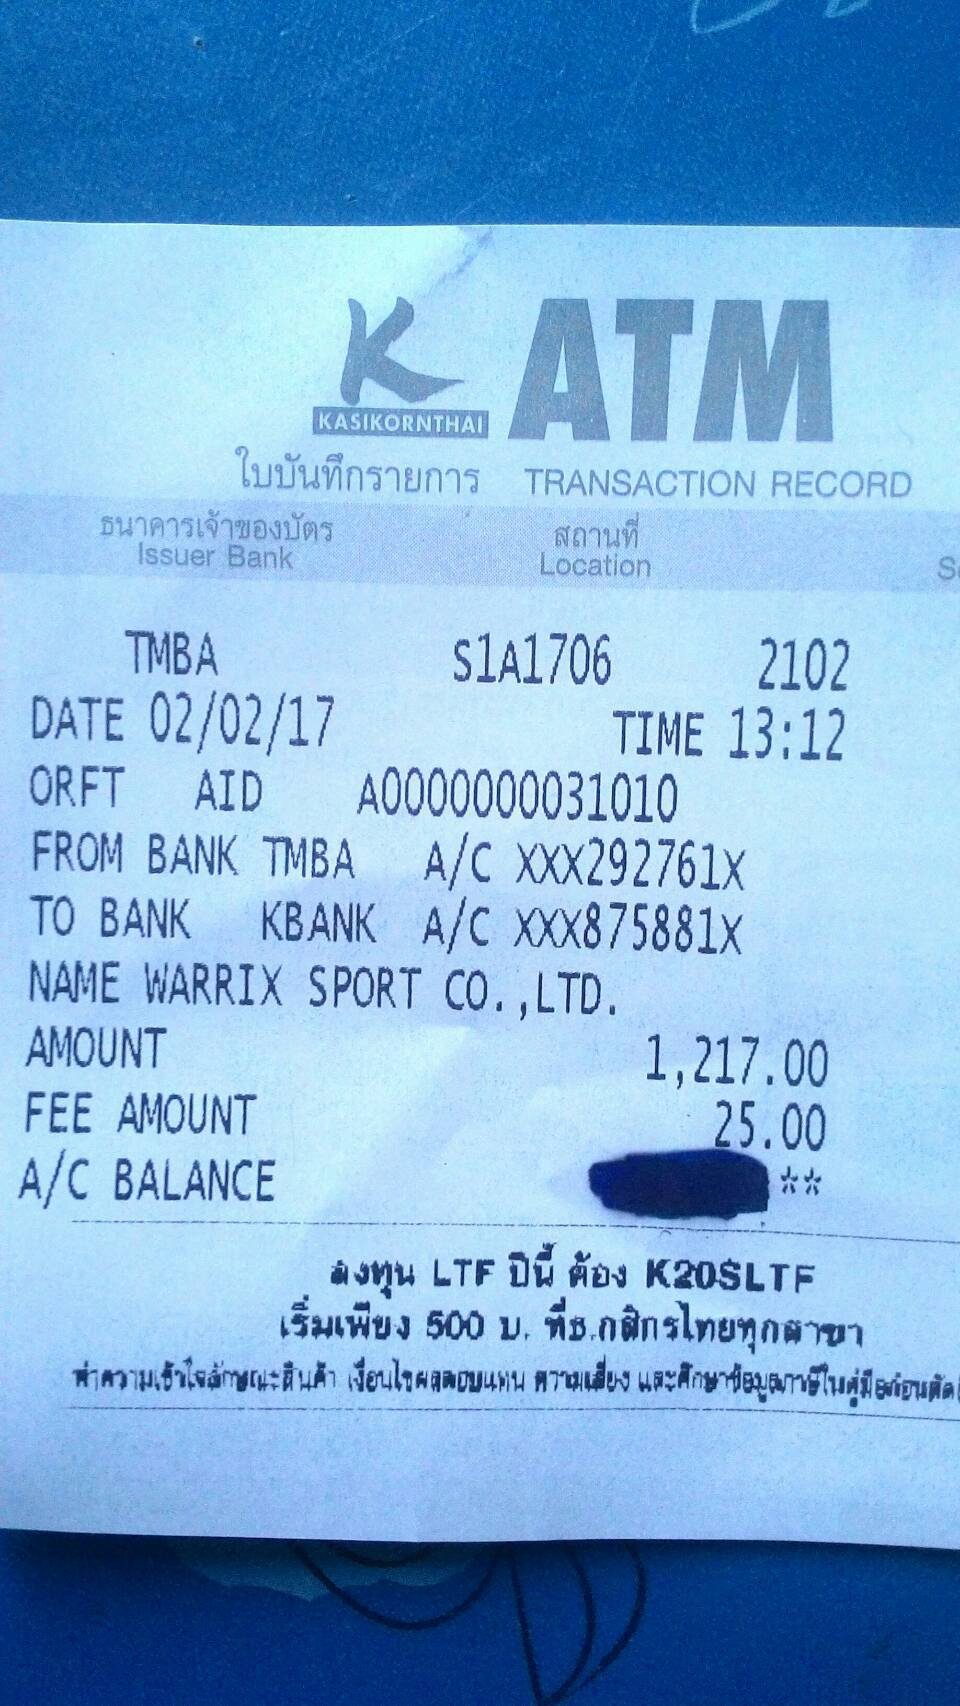 K ATM
KASIKORNTHAI
ใบบันทึกรายการ TRANSACTION RECORD
ธนาคารเจ้าของบัตร สถานที่
Issuer Bank Location
TMBA S1A1706 2102
DATE 02/02/17 TIME 13:12
ORFT AID A0000000031010
FROM BANK TMBA A/C XXX292761X
TO BANK KBANK A/C XXX875881X
NAME WARRIX SPORT CO.,LTD.
AMOUNT 1,217.00
FEE AMOUNT 25.00
A/C BALANCE **
ลงทุน LTF ปีนี้ ต้อง K20SLTF
เริ่มเพียง 500 บ. ที่ธ.กสิกรไทยทุกสาขา
ทำความเข้าใจลักษณะสินค้า เงื่อนไขผลตอบแทน ความเสี่ยง และศึกษาข้อมูลภาษีในคู่มือก่อนตัด